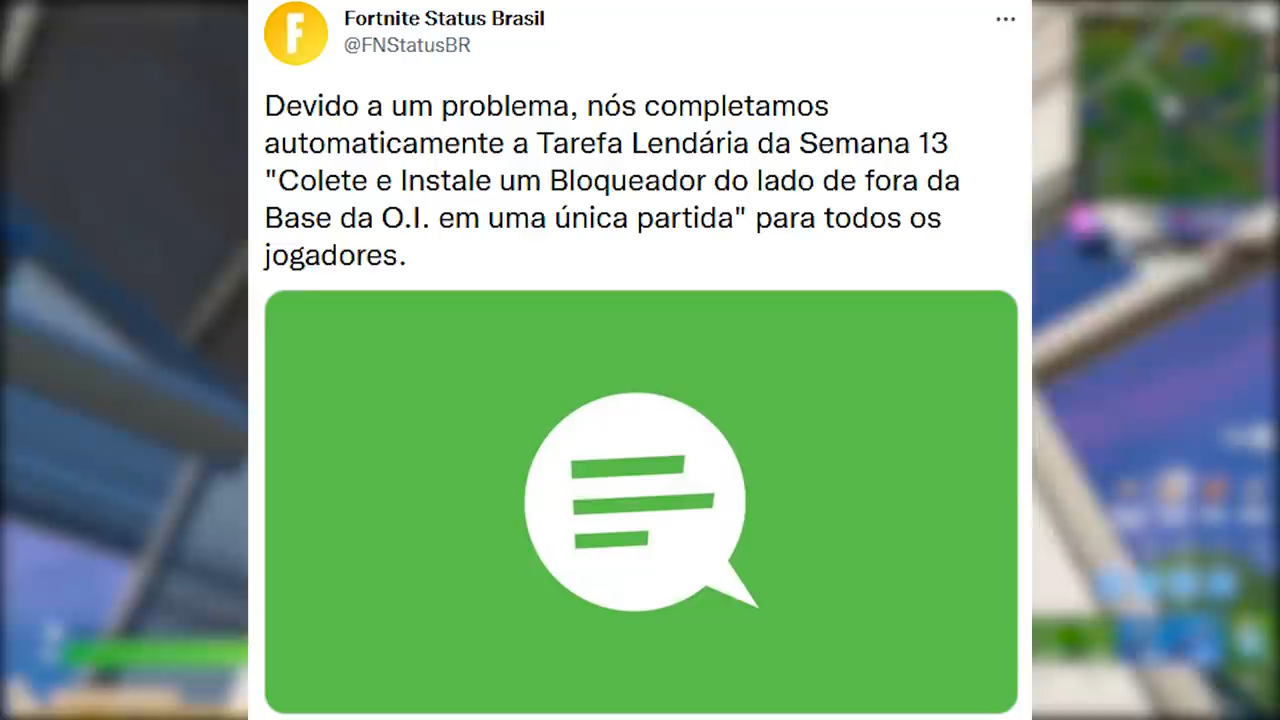 Fortnite Status Brasil
@FNStatusBR
Devido a um problema, nós completamos
automaticamente a Tarefa Lendária da Semana 13
"Colete e Instale um Bloqueador do lado de fora da
Base da O.I. em uma única partida" para todos os
jogadores.